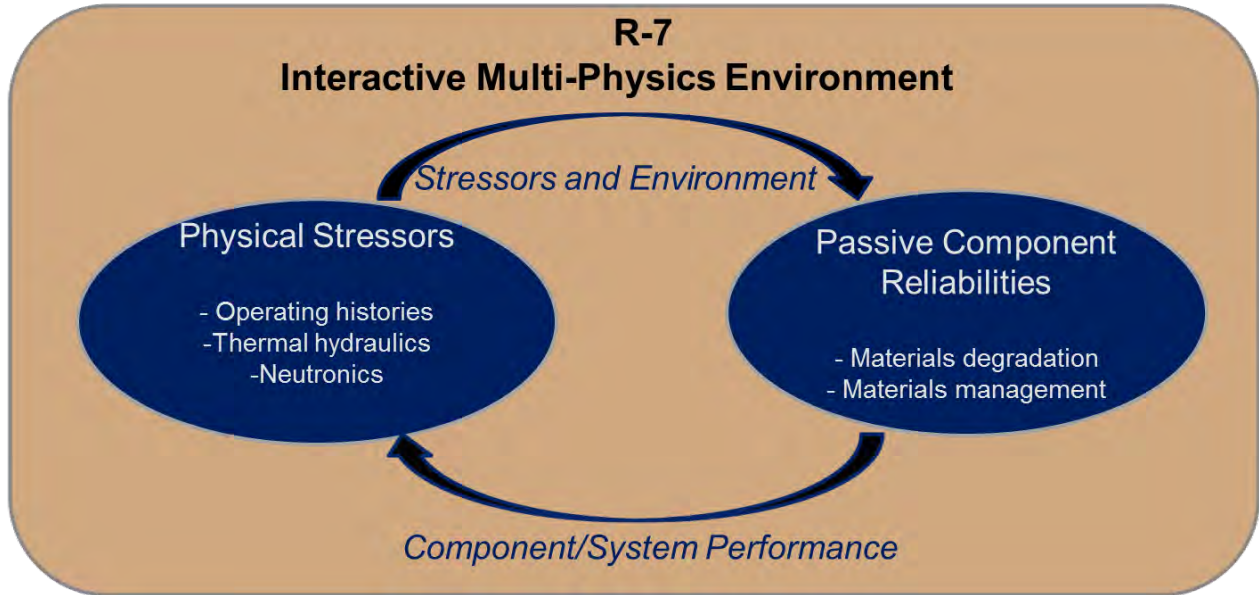 R-7
Interactive Multi-Physics Environment
Stressors and Environment
Physical Stressors
- Operating histories
-Thermal hydraulics
-Neutronics
Passive Component
Reliabilities
- Materials degradation
- Materials management
Component/System Performance